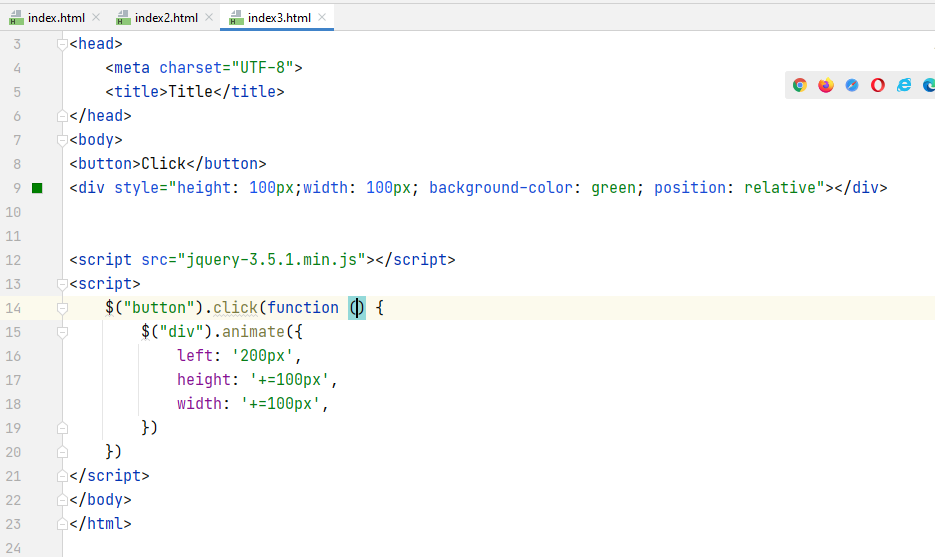 index.html index2.html index3.html
3 <head>
4 <meta charset="UTF-8">
5 <title>Title</title>
6 </head>
7 <body>
8 <button>Click</button>
9 <div style="height: 100px;width: 100px; background-color: green; position: relative"></div>
10
11
12 <script src="jquery-3.5.1.min.js"></script>
13 <script>
14 $("button").click(function () {
15 $("div").animate({
16 left: '200px',
17 height: '+=100px',
18 width: '+=100px',
19 })
20 })
21 </script>
22 </body>
23 </html>
24